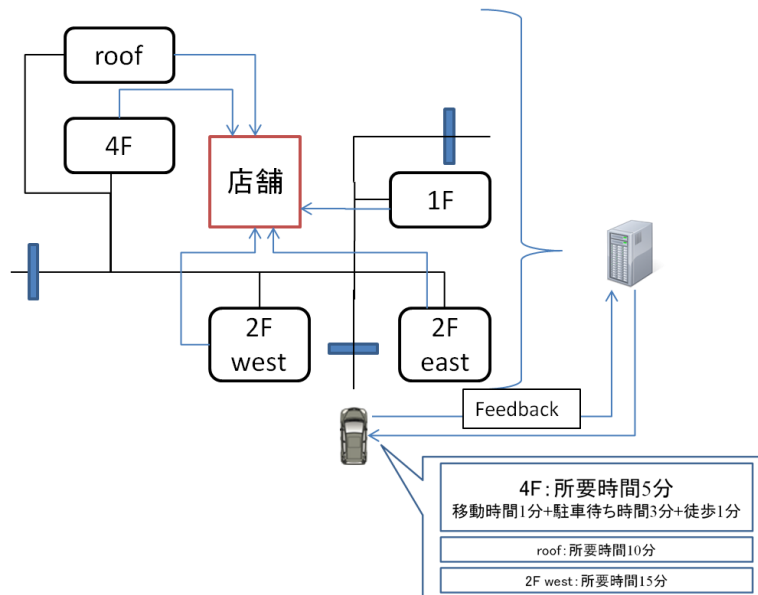 roof
4F
店舗
1F
2F
west
2F
east
Feedback
4F:所要時間5分
移動時間1分+駐車待ち時間3分+徒歩1分
roof:所要時間10分
2F west:所要時間15分